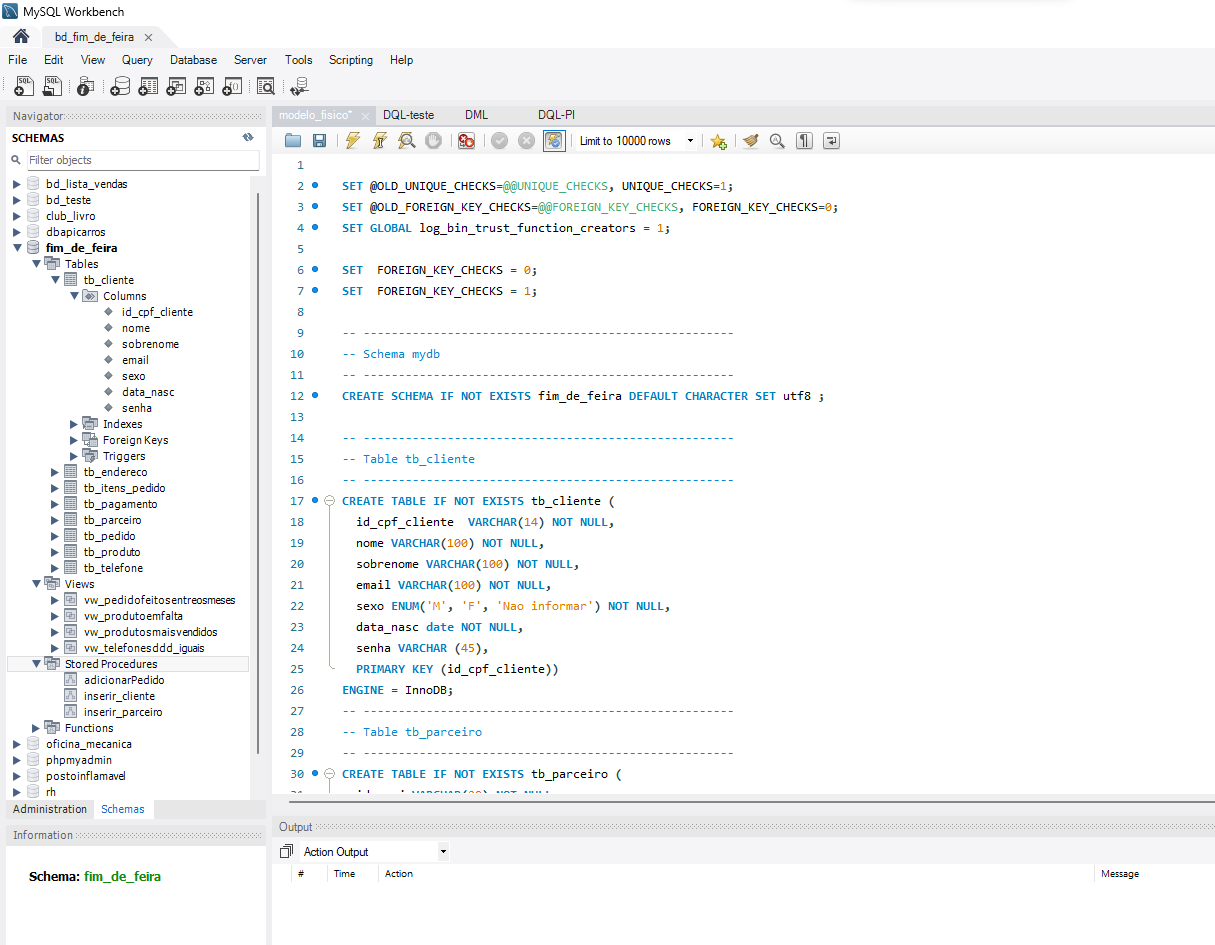 MySQL Workbench
bd_fim_de_feira
File Edit View Query Database Server Tools Scripting Help
Navigator
SCHEMAS
Filter objects
bd_lista_vendas
bd_teste
club_livro
dbapicarros
fim_de_feira
Tables
tb_cliente
Columns
id_cpf_cliente
nome
sobrenome
email
sexo
data_nasc
senha
Indexes
Foreign Keys
Triggers
tb_endereco
tb_itens_pedido
tb_pagamento
tb_parceiro
tb_pedido
tb_produto
tb_telefone
Views
vw_pedidofeitosentreosmeses
vw_produtoemfalta
vw_produtosmaisvendidos
vw_telefonesddd_iguais
Stored Procedures
adicionarPedido
inserir_cliente
inserir_parceiro
Functions
oficina_mecanica
phpmyadmin
postoinflamavel
rh
Administration Schemas
Information
Schema: fim_de_feira
modelo_fisico* DQL-teste DML DQL-PI
Limit to 10000 rows
1
2 SET @OLD_UNIQUE_CHECKS=@@UNIQUE_CHECKS, UNIQUE_CHECKS=1;
3 SET @OLD_FOREIGN_KEY_CHECKS=@@FOREIGN_KEY_CHECKS, FOREIGN_KEY_CHECKS=0;
4 SET GLOBAL log_bin_trust_function_creators = 1;
5
6 SET  FOREIGN_KEY_CHECKS = 0;
7 SET  FOREIGN_KEY_CHECKS = 1;
8
9 -- -----------------------------------------------------
10 -- Schema mydb
11 -- -----------------------------------------------------
12 CREATE SCHEMA IF NOT EXISTS fim_de_feira DEFAULT CHARACTER SET utf8 ;
13
14 -- -----------------------------------------------------
15 -- Table tb_cliente
16 -- -----------------------------------------------------
17 CREATE TABLE IF NOT EXISTS tb_cliente (
18 id_cpf_cliente  VARCHAR(14) NOT NULL,
19 nome VARCHAR(100) NOT NULL,
20 sobrenome VARCHAR(100) NOT NULL,
21 email VARCHAR(100) NOT NULL,
22 sexo ENUM('M', 'F', 'Nao informar') NOT NULL,
23 data_nasc date NOT NULL,
24 senha VARCHAR (45),
25 PRIMARY KEY (id_cpf_cliente))
26 ENGINE = InnoDB;
27 -- -----------------------------------------------------
28 -- Table tb_parceiro
29 -- -----------------------------------------------------
30 CREATE TABLE IF NOT EXISTS tb_parceiro (
Output
Action Output
# Time Action Message